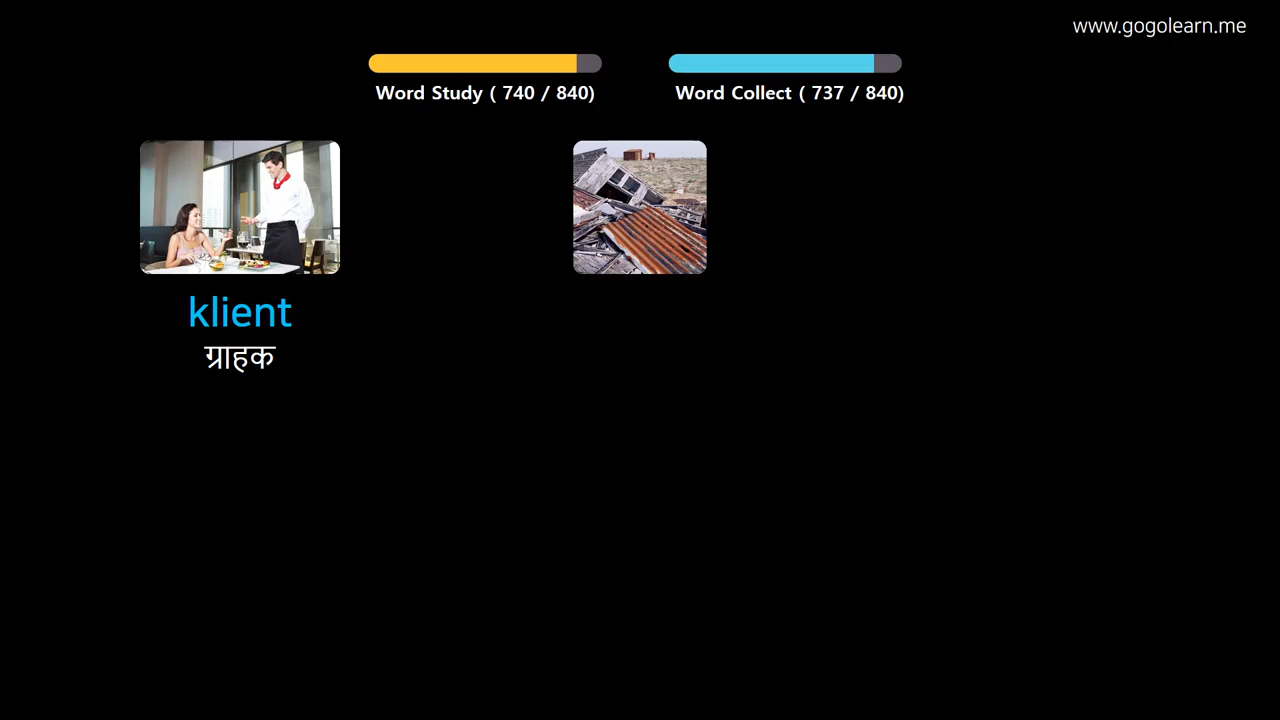 www.gogolearn.me
Word Study ( 740 / 840)
Word Collect ( 737 / 840)
klient
ग्राहक